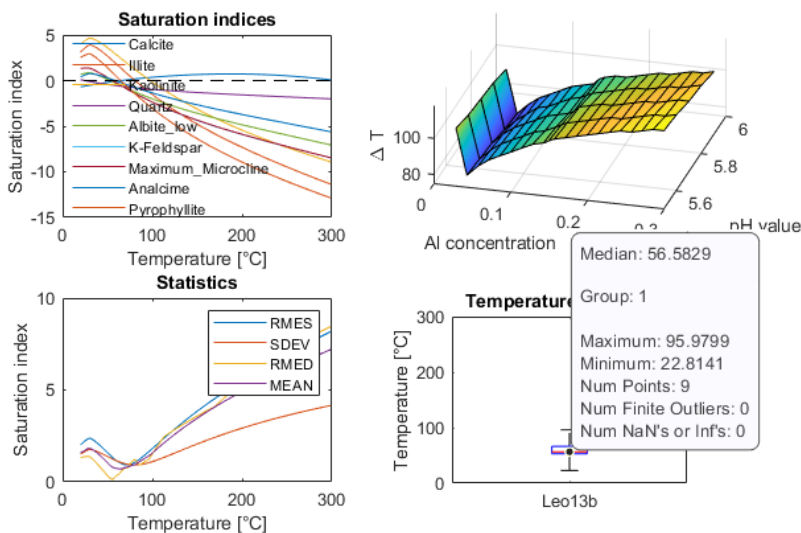 Saturation indices
5
0
-5
-10
-15
Saturation index
Calcite
Illite
Kaolinite
Quartz
Albite_low
K-Feldspar
Maximum_Microcline
Analcime
Pyrophyllite
0
100
200
300
Temperature [°C]
Δ T
100
80
0
0.1
0.2
0.3
Al concentration
6
5.8
5.6
pH value
Statistics
10
5
0
Saturation index
RMES
SDEV
RMED
MEAN
0
100
200
300
Temperature [°C]
Temperature
300
200
100
0
Temperature [°C]
Leo13b
Median: 56.5829
Group: 1
Maximum: 95.9799
Minimum: 22.8141
Num Points: 9
Num Finite Outliers: 0
Num NaN's or Inf's: 0